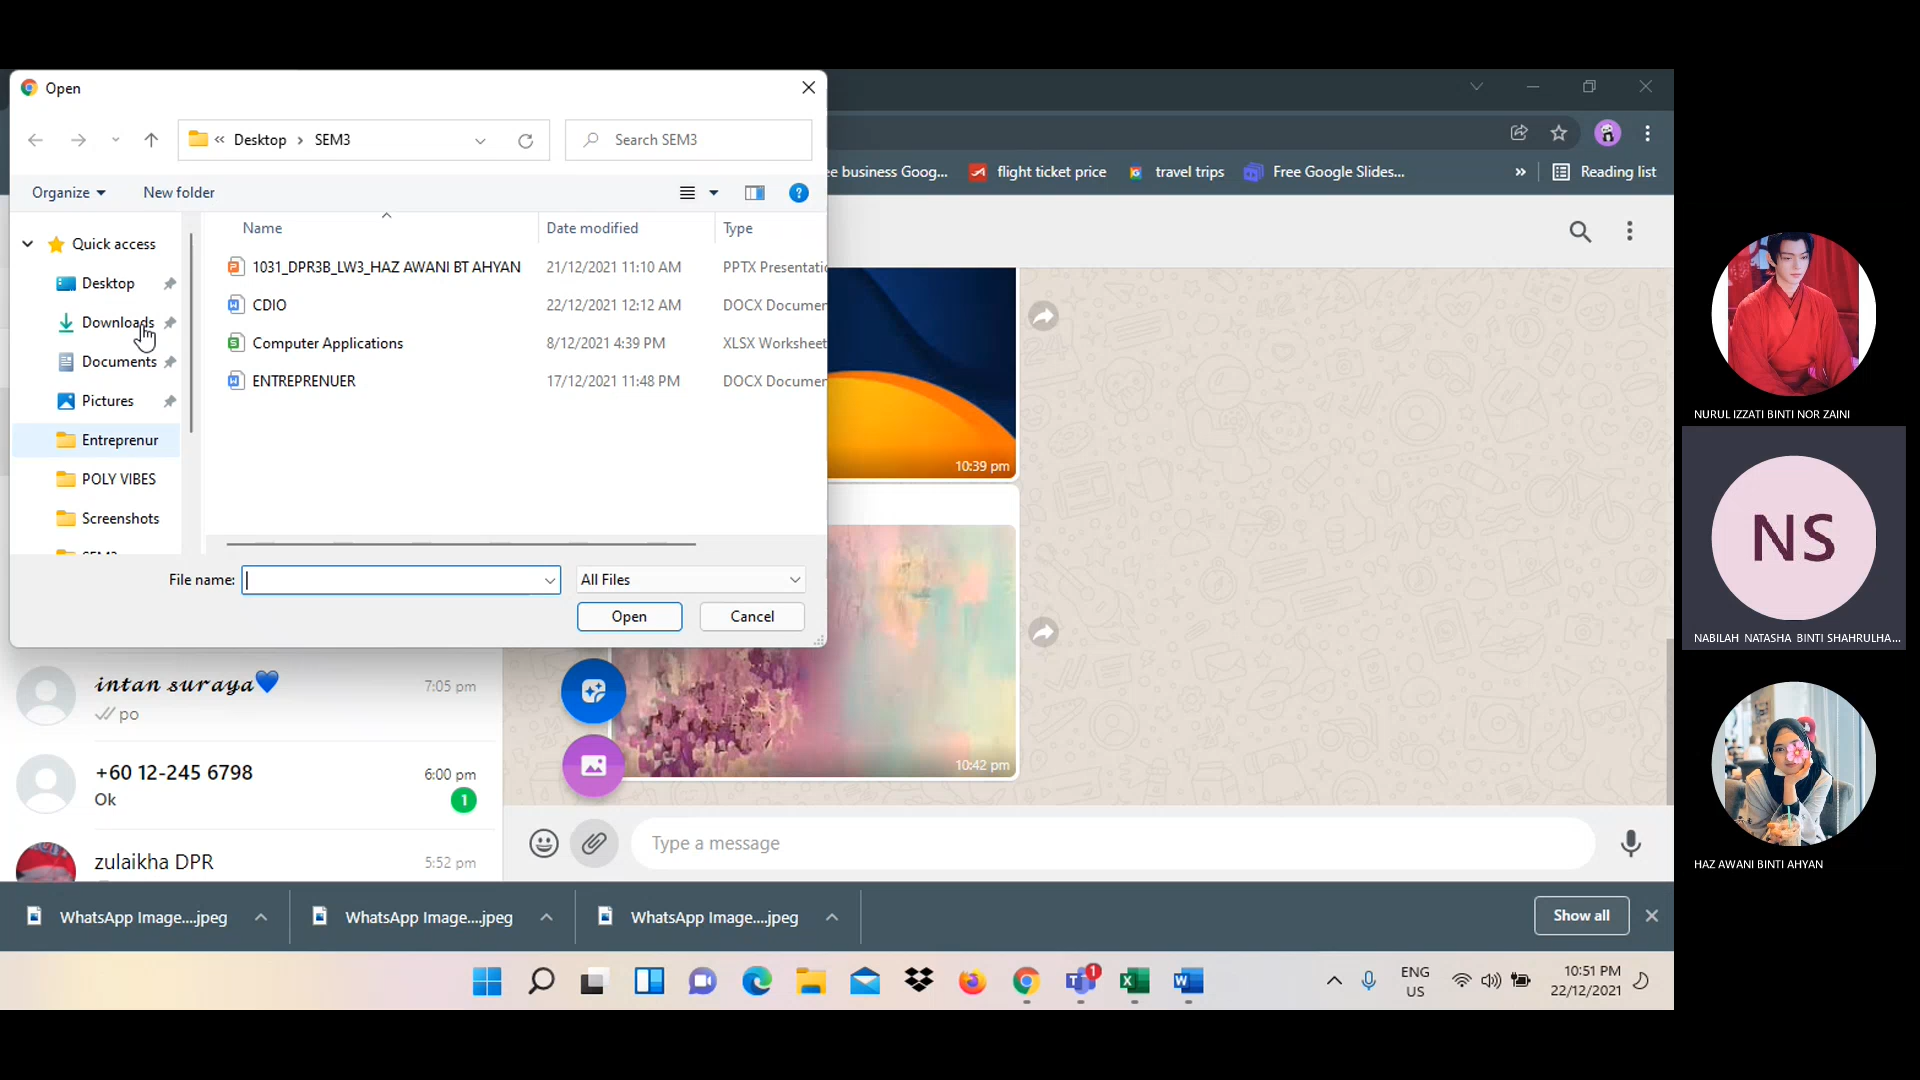 Open
« Desktop › SEM3
Search SEM3
Organize
New folder
?
Name
Date modified
Type
Quick access
Desktop
Downloads
Documents
Pictures
Entreprenur
POLY VIBES
Screenshots
SEM3
1031_DPR3B_LW3_HAZ AWANI BT AHYAN 21/12/2021 11:10 AM PPTX Presentatic
CDIO 22/12/2021 12:12 AM DOCX Documer
Computer Applications 8/12/2021 4:39 PM XLSX Worksheet
ENTREPRENUER 17/12/2021 11:48 PM DOCX Documer
File name:
All Files
Open
Cancel
ee business Goog...
flight ticket price
travel trips
Free Google Slides...
»
Reading list
10:39 pm
10:42 pm
intan suraya💙 7:05 pm
po
+60 12-245 6798 6:00 pm
Ok 1
zulaikha DPR 5:52 pm
Type a message
WhatsApp Image....jpeg
WhatsApp Image....jpeg
WhatsApp Image....jpeg
Show all
1
ENG
US
10:51 PM
22/12/2021
NURUL IZZATI BINTI NOR ZAINI
NS
NABILAH NATASHA BINTI SHAHRULHA...
HAZ AWANI BINTI AHYAN